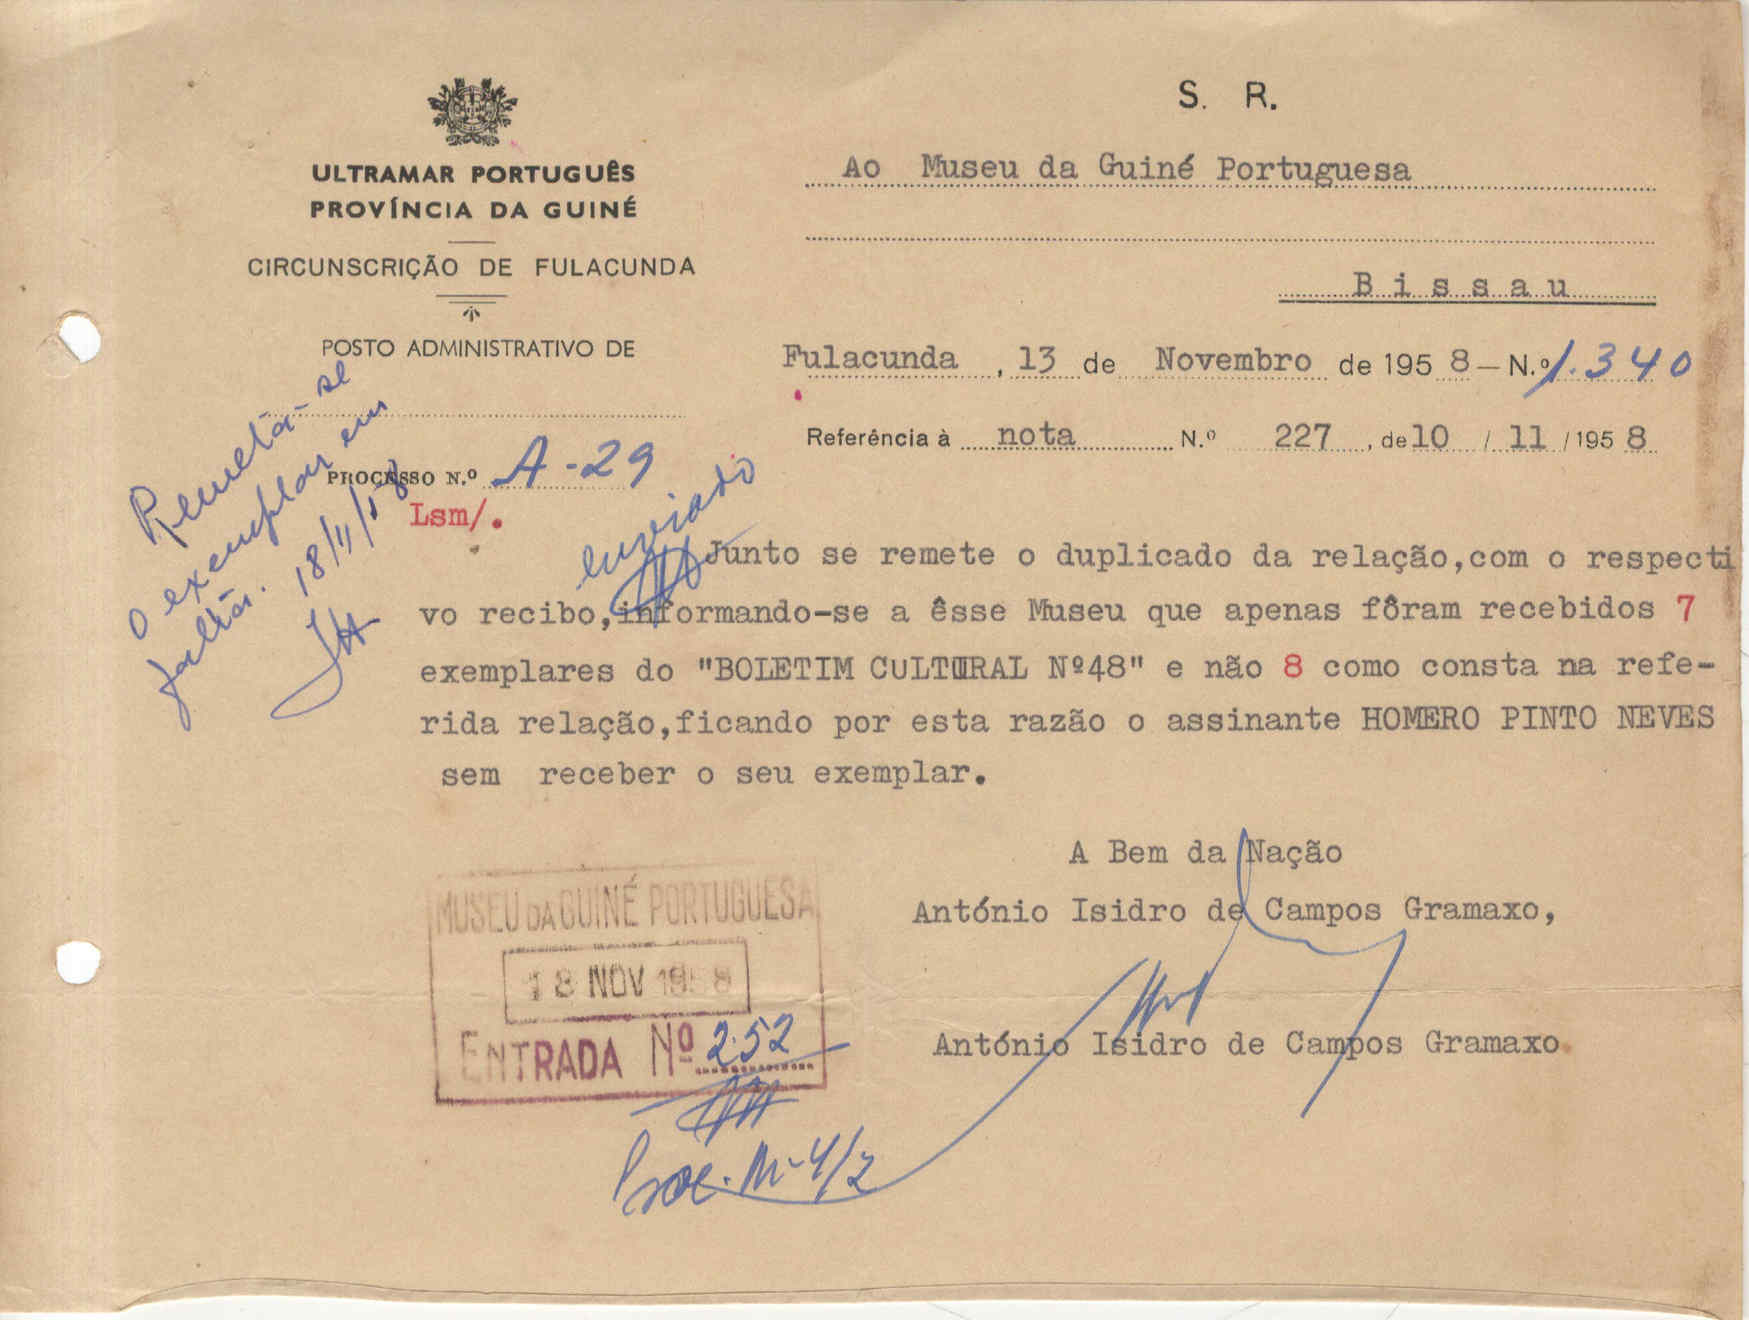 S. R.
ULTRAMAR PORTUGUÊS
PROVÍNCIA DA GUINÉ
CIRCUNSCRIÇÃO DE FULACUNDA
POSTO ADMINISTRATIVO DE
PROCESSO N.º A-29
Lsm/.
Ao Museu da Guiné Portuguesa
Bissau
Fulacunda, 13 de Novembro de 1958 — N.º 1.340
Referência à nota N.º 227, de 10/11/1958
Remeta-se
o exemplar em
falta. 18/11/58
enviado
Junto se remete o duplicado da relação,com o respecti
vo recibo,informando-se a êsse Museu que apenas fôram recebidos 7
exemplares do "BOLETIM CULTURAL Nº48" e não 8 como consta na refe-
rida relação,ficando por esta razão o assinante HOMERO PINTO NEVES
sem receber o seu exemplar.
A Bem da Nação
António Isidro de Campos Gramaxo,
António Isidro de Campos Gramaxo.
MUSEU DA GUINÉ PORTUGUESA
18 NOV 1958
ENTRADA Nº 252
Proc. Nº 4/2